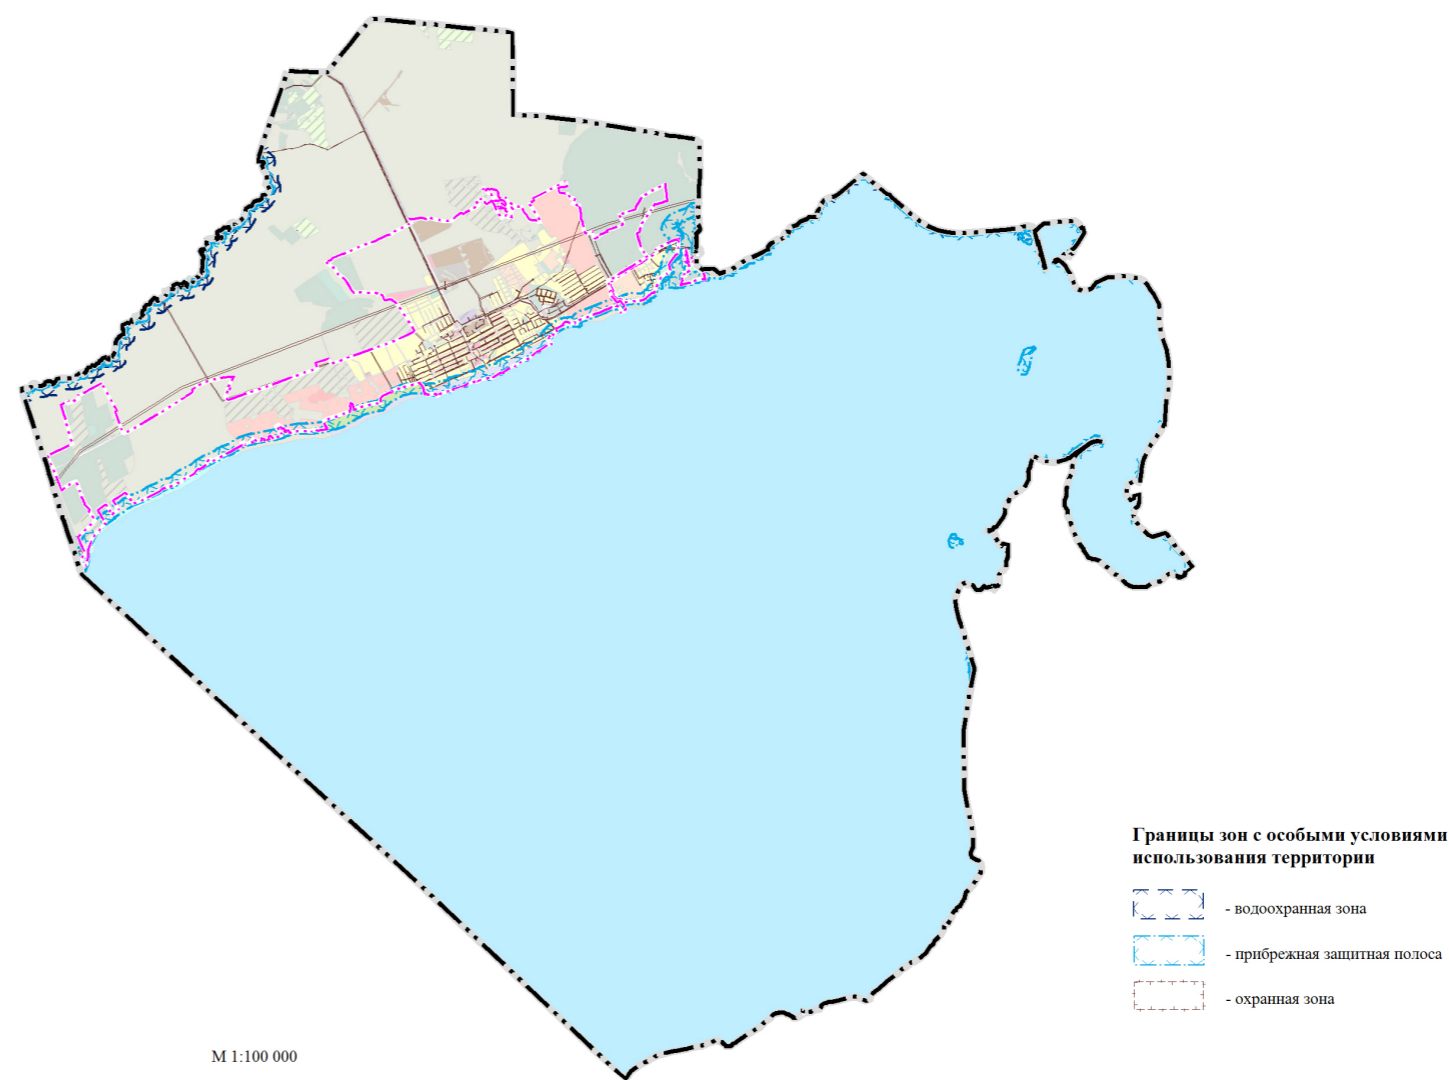 Границы зон с особыми условиями
использования территории
- водоохранная зона
- прибрежная защитная полоса
- охранная зона
М 1:100 000